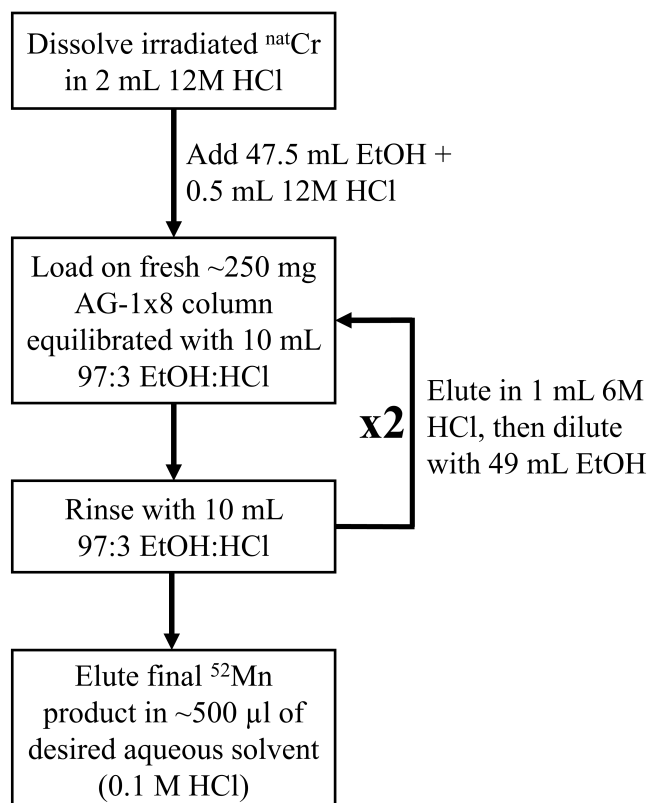 Dissolve irradiated ⁿᵃᵗCr
in 2 mL 12M HCl
Add 47.5 mL EtOH +
0.5 mL 12M HCl
Load on fresh ~250 mg
AG-1x8 column
equilibrated with 10 mL
97:3 EtOH:HCl
x2
Elute in 1 mL 6M
HCl, then dilute
with 49 mL EtOH
Rinse with 10 mL
97:3 EtOH:HCl
Elute final ⁵²Mn
product in ~500 µl of
desired aqueous solvent
(0.1 M HCl)